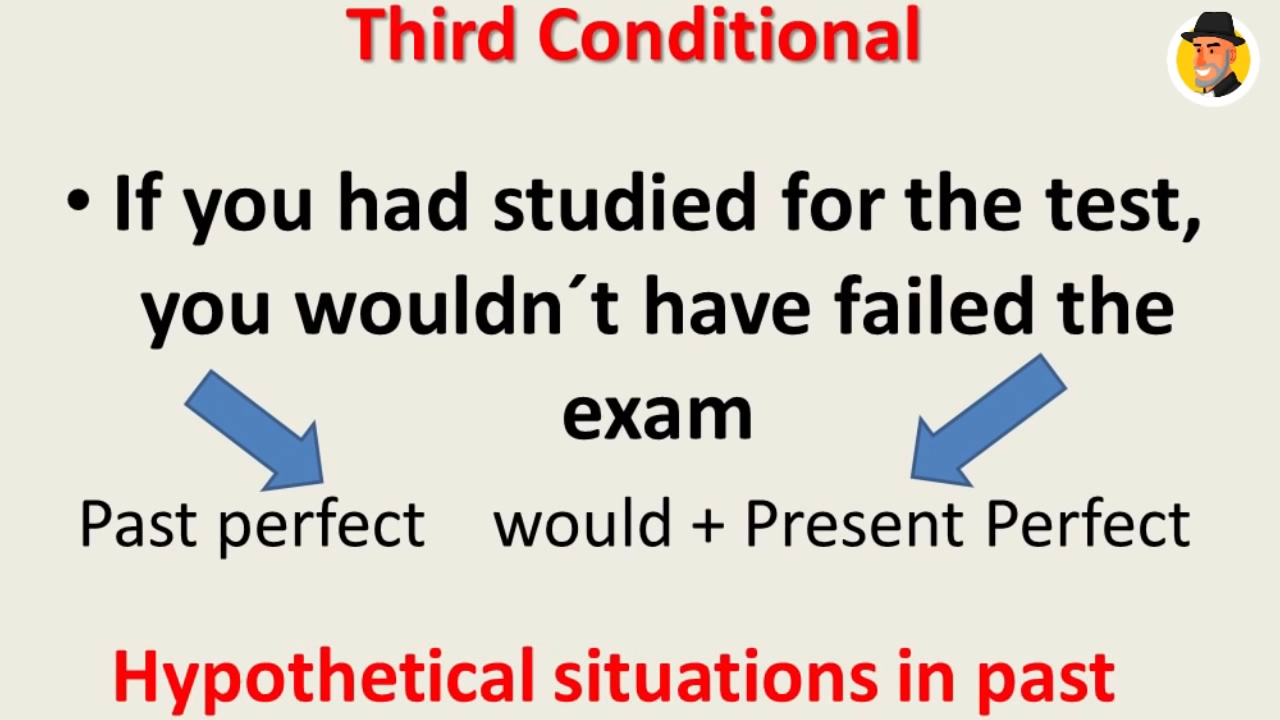 Third Conditional
• If you had studied for the test,
you wouldn´t have failed the
exam
Past perfect would + Present Perfect
Hypothetical situations in past